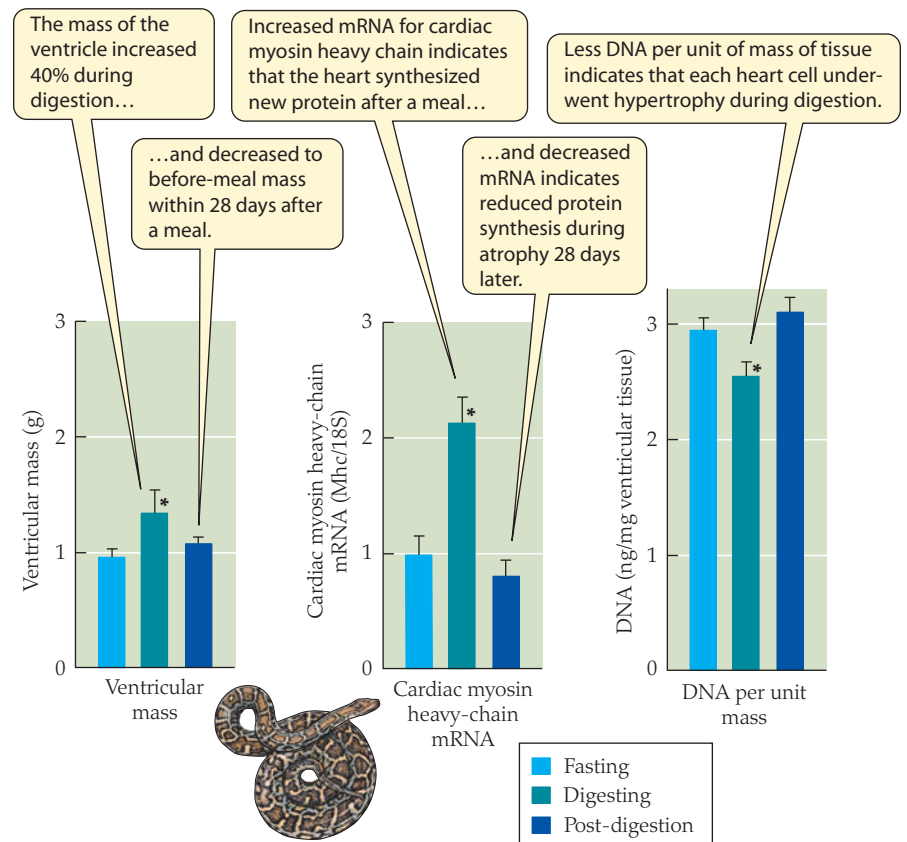 The mass of the
ventricle increased
40% during
digestion…
…and decreased to
before-meal mass
within 28 days after
a meal.
Increased mRNA for cardiac
myosin heavy chain indicates
that the heart synthesized
new protein after a meal…
…and decreased
mRNA indicates
reduced protein
synthesis during
atrophy 28 days
later.
Less DNA per unit of mass of tissue
indicates that each heart cell under-
went hypertrophy during digestion.
Ventricular mass (g)
3
2
1
0
*
Ventricular
mass
Cardiac myosin heavy-chain
mRNA (Mhc/18S)
3
2
1
0
*
Cardiac myosin
heavy-chain
mRNA
DNA (ng/mg ventricular tissue)
3
2
1
0
*
DNA per unit
mass
Fasting
Digesting
Post-digestion